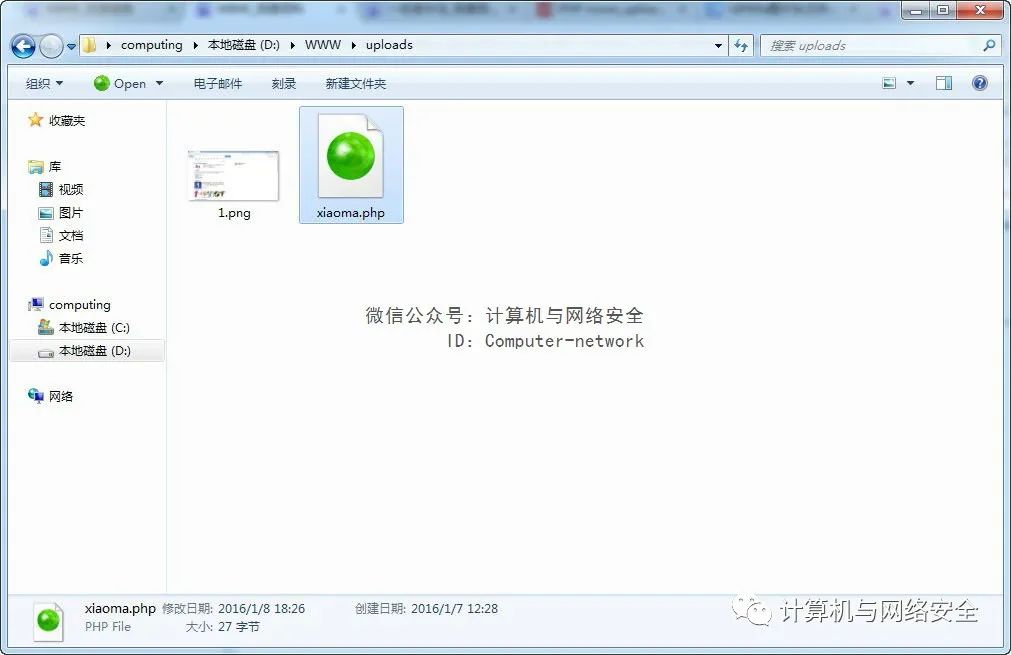 computing ▸ 本地磁盘 (D:) ▸ WWW ▸ uploads
搜索 uploads
组织 Open 电子邮件 刻录 新建文件夹
收藏夹
库
视频
图片
文档
音乐
computing
本地磁盘 (C:)
本地磁盘 (D:)
网络
1.png
xiaoma.php
微信公众号：计算机与网络安全
ID：Computer-network
xiaoma.php 修改日期: 2016/1/8 18:26 创建日期: 2016/1/7 12:28
PHP File 大小: 27 字节
计算机与网络安全